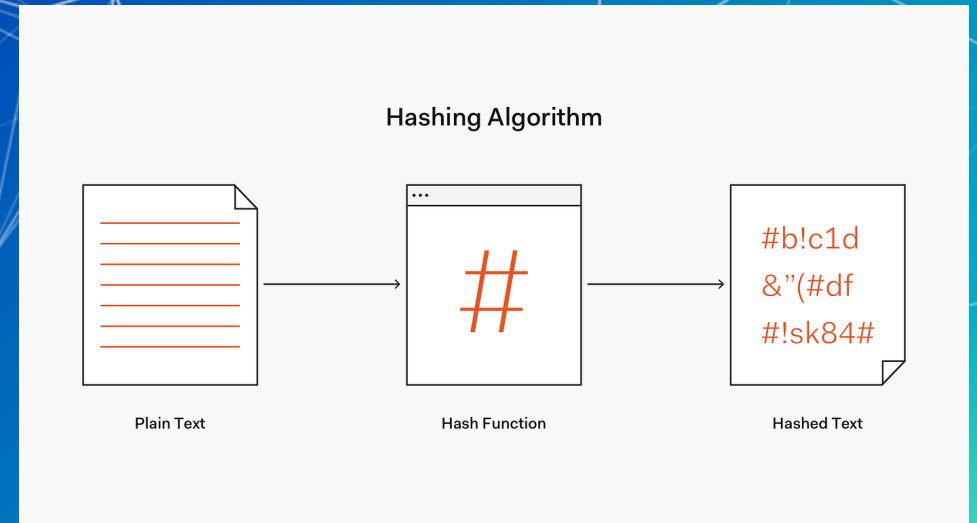 Hashing Algorithm
#
#b!c1d
&”(#df
#!sk84#
Plain Text
Hash Function
Hashed Text